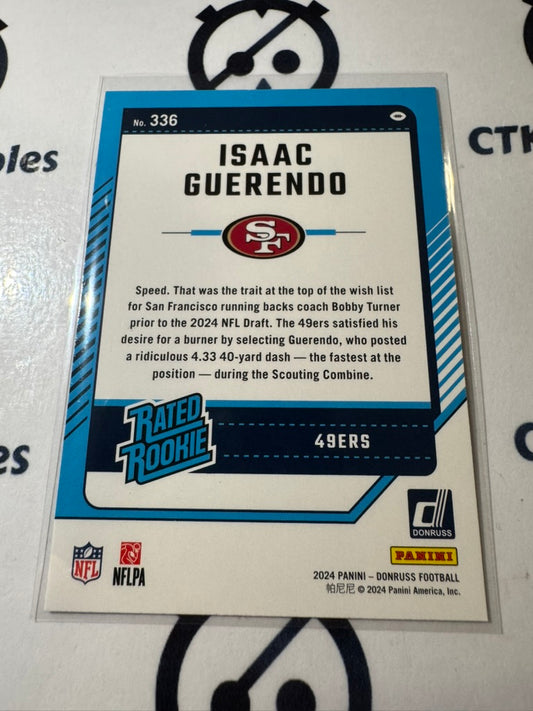 CTK
oles
No. 336
ISAAC
GUERENDO
SF
Speed. That was the trait at the top of the wish list
for San Francisco running backs coach Bobby Turner
prior to the 2024 NFL Draft. The 49ers satisfied his
desire for a burner by selecting Guerendo, who posted
a ridiculous 4.33 40-yard dash — the fastest at the
position — during the Scouting Combine.
RATED
ROOKIE
49ERS
es
DONRUSS
PANINI
NFL
NFLPA
2024 PANINI – DONRUSS FOOTBALL
帕尼尼 © 2024 Panini America, Inc.